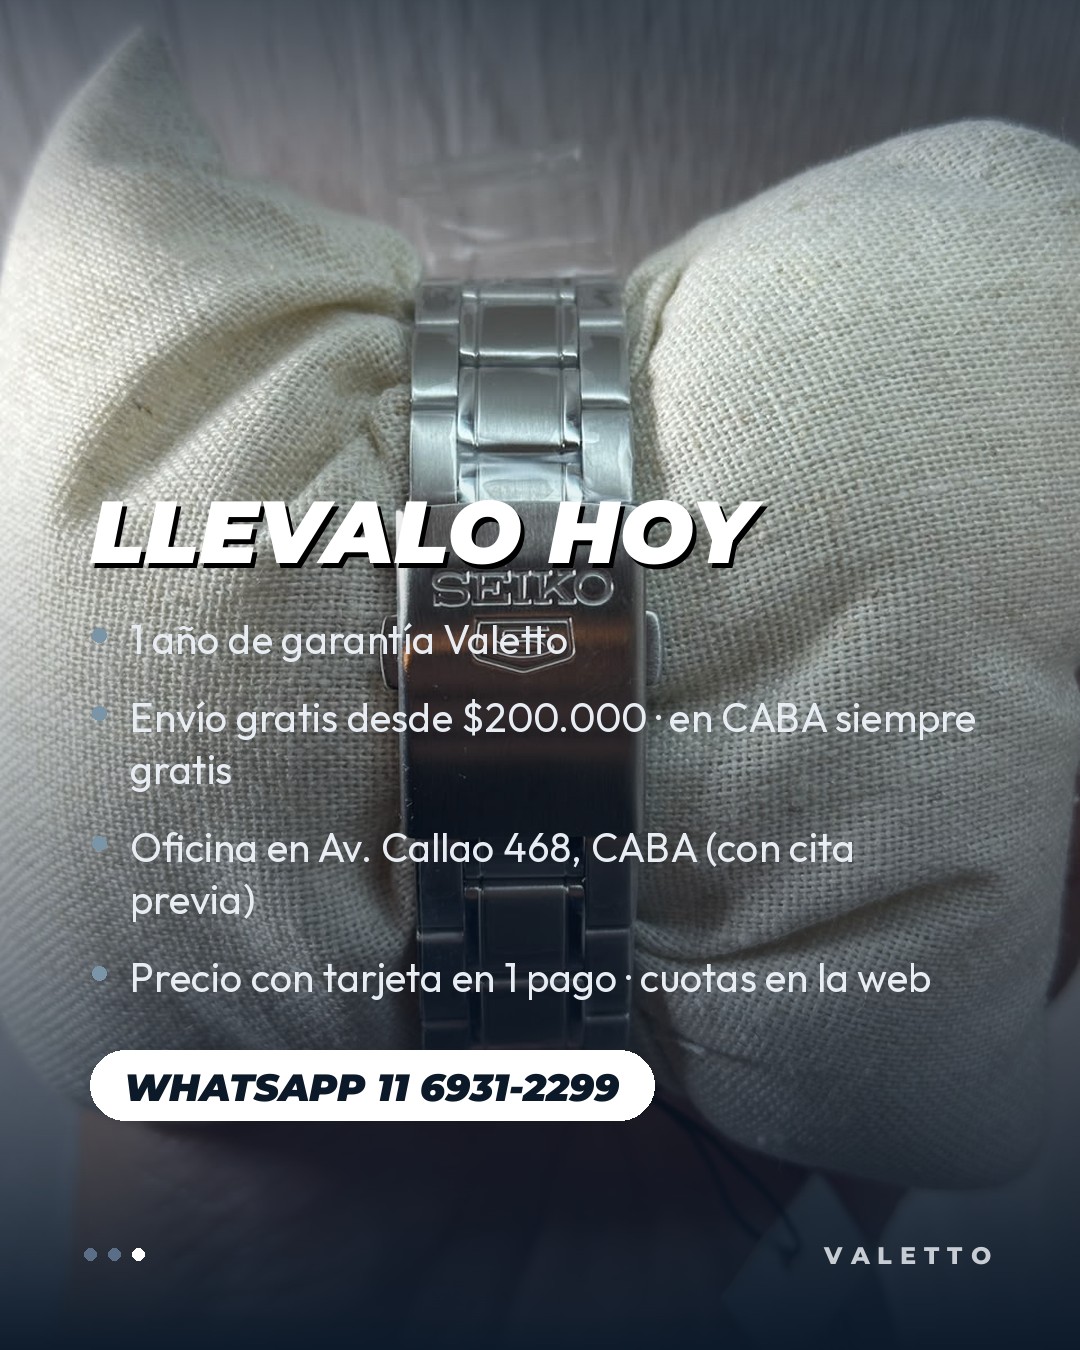 LLEVALO HOY
SEIKO
1 año de garantía Valetto
Envío gratis desde $200.000 · en CABA siempre
gratis
Oficina en Av. Callao 468, CABA (con cita
previa)
Precio con tarjeta en 1 pago · cuotas en la web
WHATSAPP 11 6931-2299
VALETTO